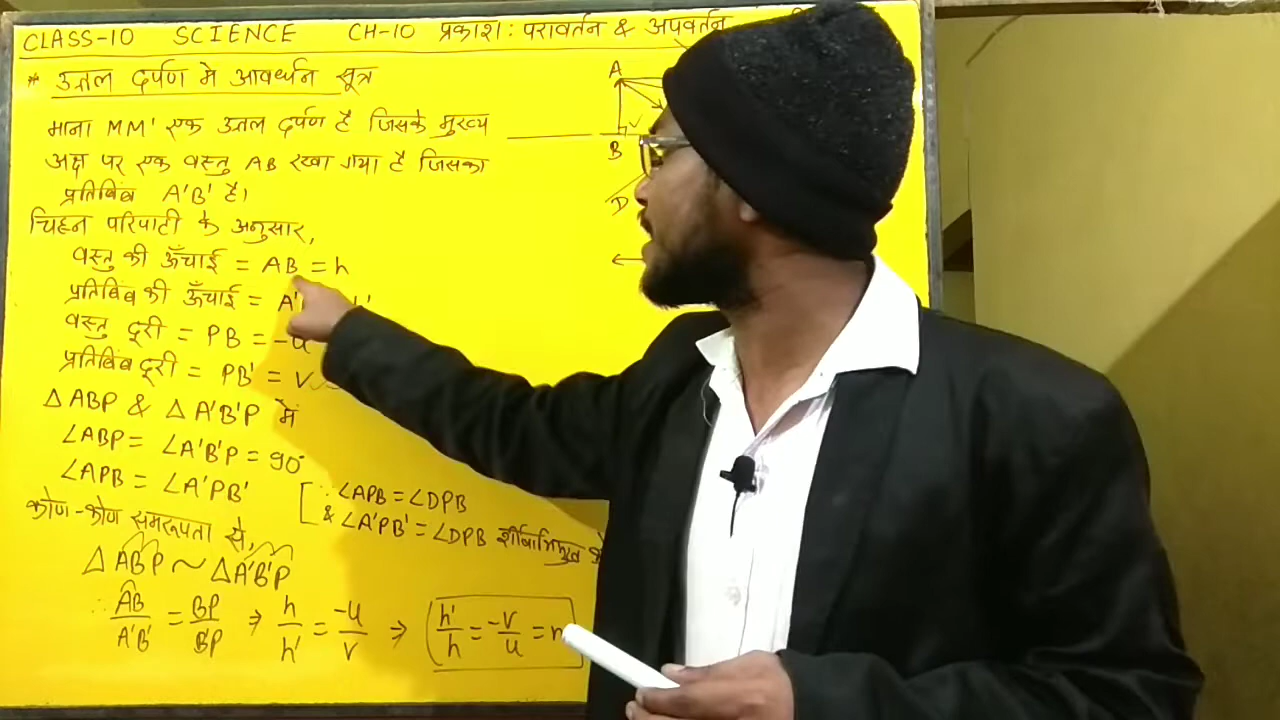 CLASS-10 SCIENCE CH-10 प्रकाश: परावर्तन & अपवर्तन
* उत्तल दर्पण मे आवर्धन सूत्र
माना MM' एक उत्तल दर्पण है जिसके मुख्य
अक्ष पर एक वस्तु AB रखा गया है जिसका
प्रतिबिंब A'B' है।
चिह्न परिपाटी के अनुसार,
वस्तु की ऊँचाई = AB = h
प्रतिबिंब की ऊँचाई = A'
वस्तु दूरी = PB = -u
प्रतिबिंब दूरी = PB' = v
△ABP & △A'B'P में
∠ABP = ∠A'B'P = 90°
∠APB = ∠A'PB'
[∵ ∠APB = ∠DPB
& ∠A'PB' = ∠DPB शीर्षाभिमुख
कोण-कोण समरूपता से,
△ABP ~ △A'B'P
∴ AB/A'B' = BP/B'P ⇒ h/h' = -u/v ⇒ h'/h = -v/u =
A
B
D